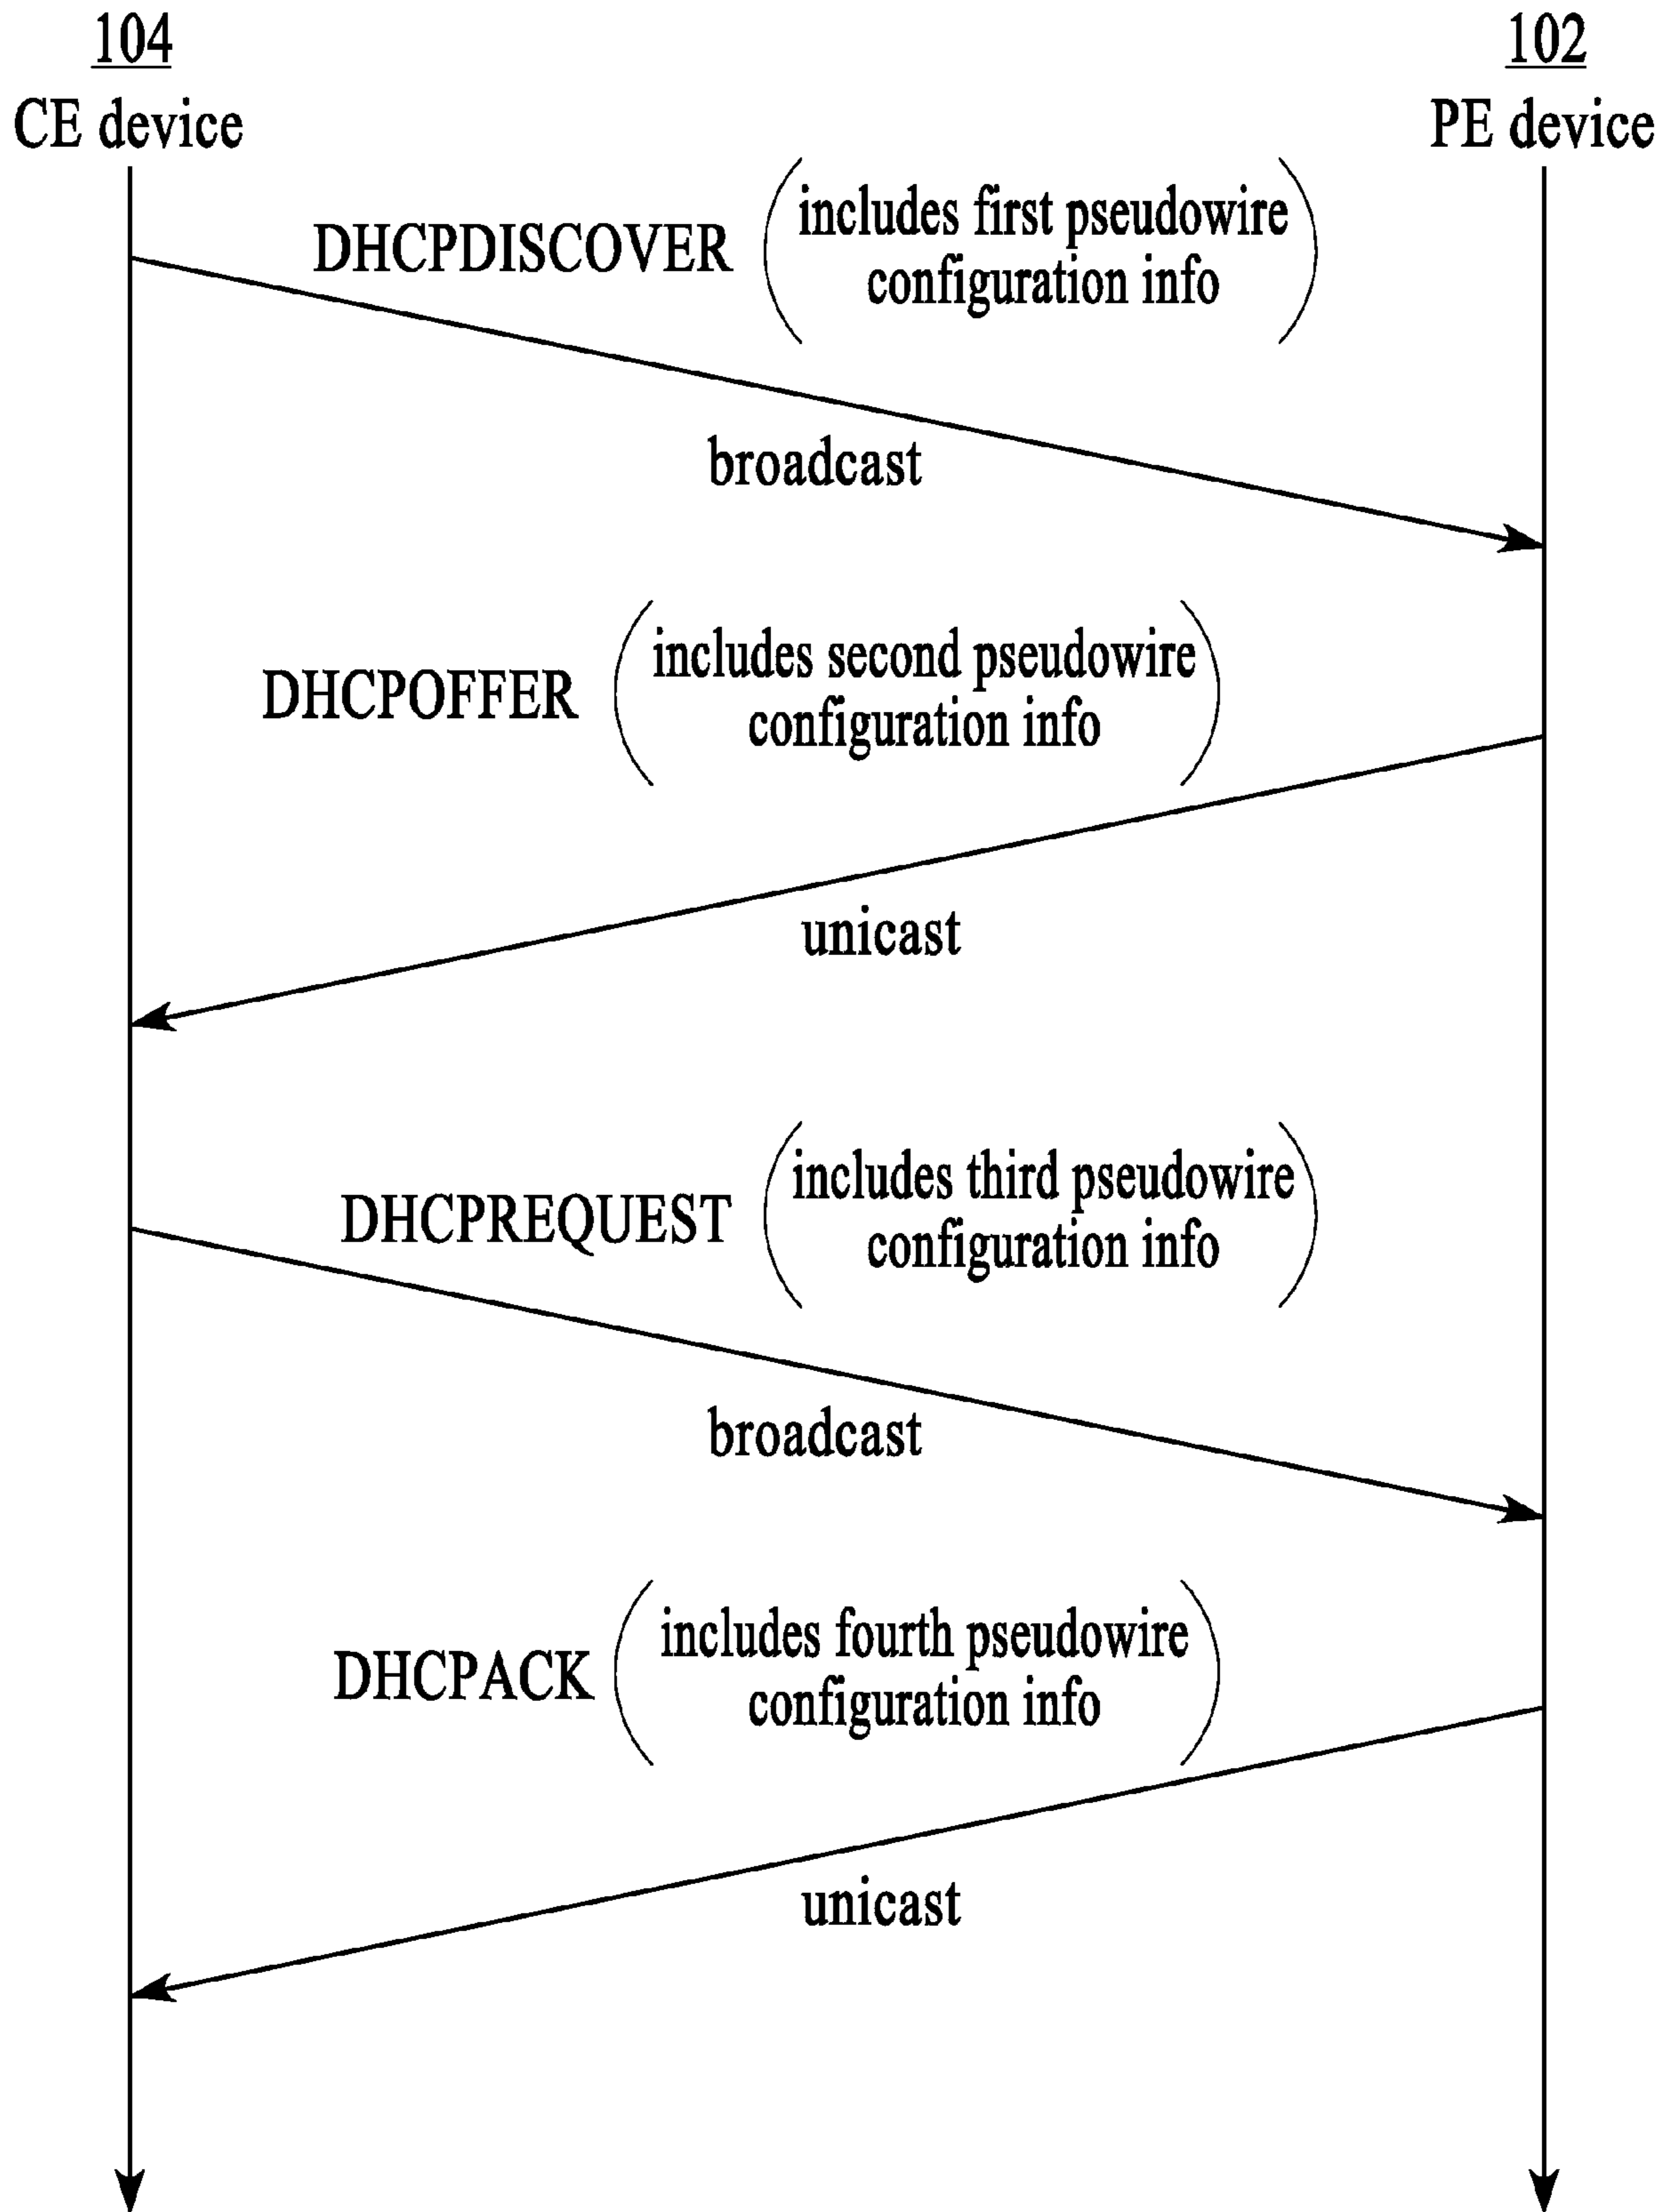 104
CE device
102
PE device
DHCPDISCOVER
includes first pseudowire
configuration info
broadcast
DHCPOFFER
includes second pseudowire
configuration info
unicast
DHCPREQUEST
includes third pseudowire
configuration info
broadcast
DHCPACK
includes fourth pseudowire
configuration info
unicast